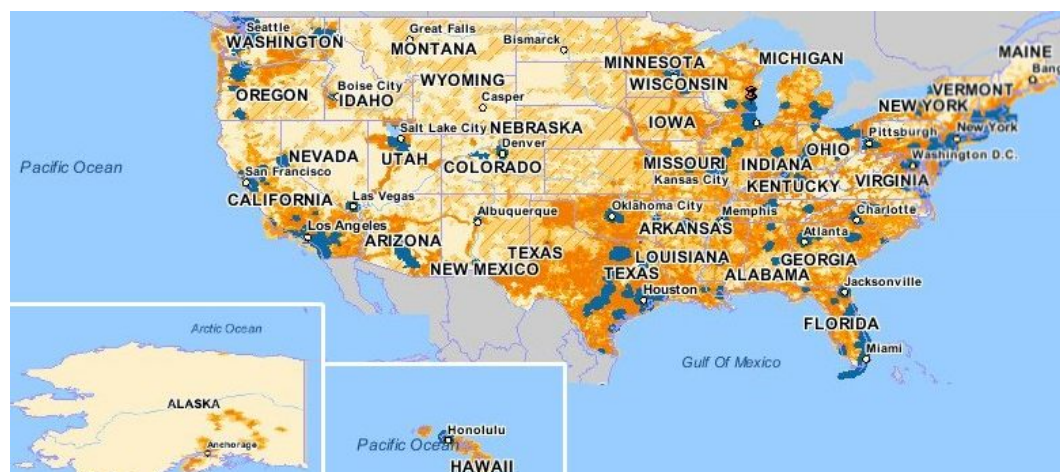 Seattle
WASHINGTON
Great Falls
MONTANA
Bismarck
MICHIGAN
MAINE
Bang
MINNESOTA
WISCONSIN
VERMONT
NEW YORK
OREGON
Boise City
IDAHO
WYOMING
Casper
IOWA
Salt Lake City
NEBRASKA
Denver
COLORADO
UTAH
NEVADA
Pacific Ocean
San Francisco
CALIFORNIA
Las Vegas
Los Angeles
ARIZONA
Albuquerque
NEW MEXICO
MISSOURI
Kansas City
INDIANA
OHIO
Pittsburgh
New York
Washington D.C.
KENTUCKY
VIRGINIA
Oklahoma City
ARKANSAS
Memphis
Charlotte
Atlanta
GEORGIA
TEXAS
TEXAS
LOUISIANA
ALABAMA
Houston
Jacksonville
FLORIDA
Miami
Gulf Of Mexico
Arctic Ocean
ALASKA
Anchorage
Honolulu
Pacific Ocean
HAWAII